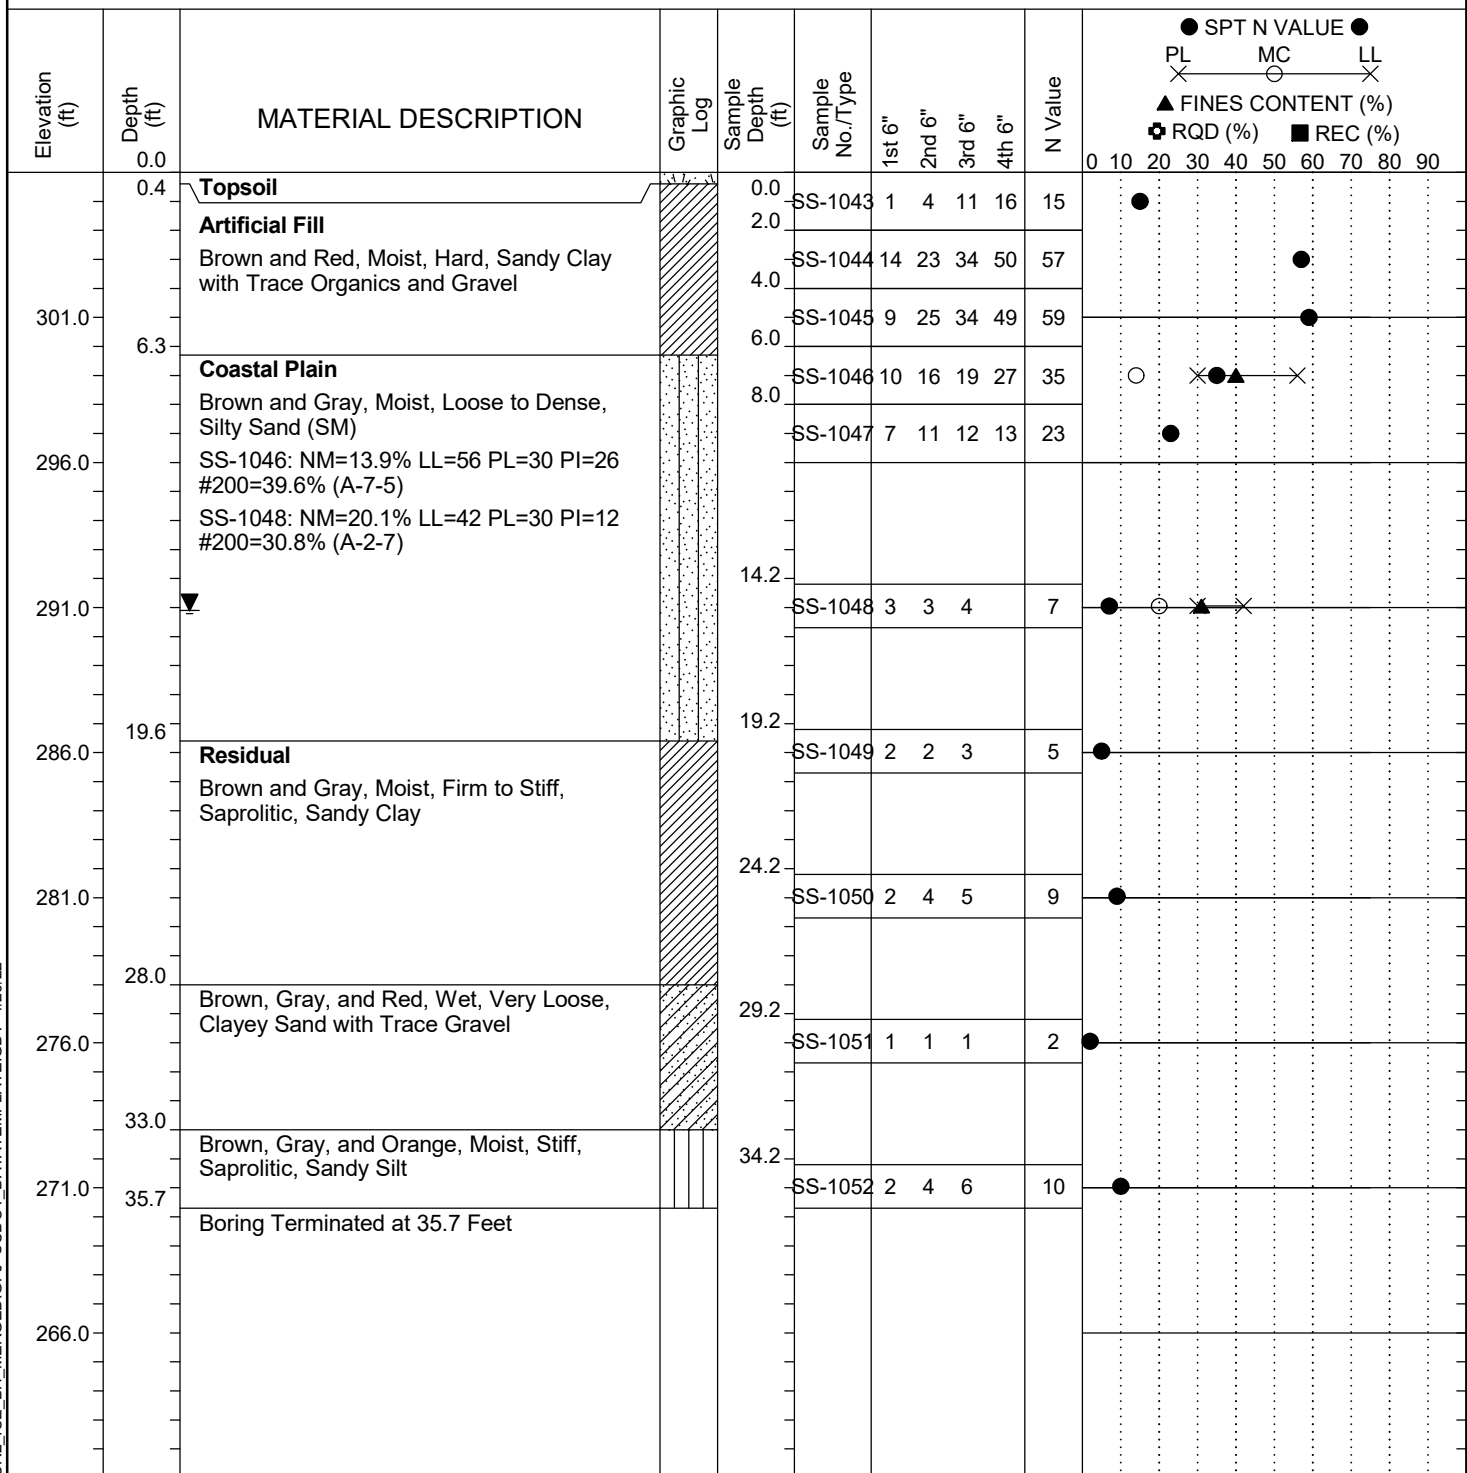 ● SPT N VALUE ●
PL MC LL
▲ FINES CONTENT (%)
RQD (%) ■ REC (%)
Elevation (ft)
Depth (ft)
MATERIAL DESCRIPTION
Graphic Log
Sample Depth (ft)
Sample No./Type
1st 6"
2nd 6"
3rd 6"
4th 6"
N Value
0.0
0 10 20 30 40 50 60 70 80 90
0.4 Topsoil
0.0 SS-1043 1 4 11 16 15
2.0
Artificial Fill
Brown and Red, Moist, Hard, Sandy Clay
with Trace Organics and Gravel
SS-1044 14 23 34 50 57
4.0
301.0 SS-1045 9 25 34 49 59
6.3 6.0
Coastal Plain
SS-1046 10 16 19 27 35
8.0
Brown and Gray, Moist, Loose to Dense,
Silty Sand (SM)
SS-1047 7 11 12 13 23
296.0 SS-1046: NM=13.9% LL=56 PL=30 PI=26
#200=39.6% (A-7-5)
SS-1048: NM=20.1% LL=42 PL=30 PI=12
#200=30.8% (A-2-7)
14.2
291.0 SS-1048 3 3 4 7
19.6 19.2
286.0 Residual SS-1049 2 2 3 5
Brown and Gray, Moist, Firm to Stiff,
Saprolitic, Sandy Clay
24.2
281.0 SS-1050 2 4 5 9
28.0
Brown, Gray, and Red, Wet, Very Loose,
Clayey Sand with Trace Gravel
29.2
276.0 SS-1051 1 1 1 2
33.0
Brown, Gray, and Orange, Moist, Stiff,
Saprolitic, Sandy Silt
34.2
271.0 SS-1052 2 4 6 10
35.7
Boring Terminated at 35.7 Feet
266.0